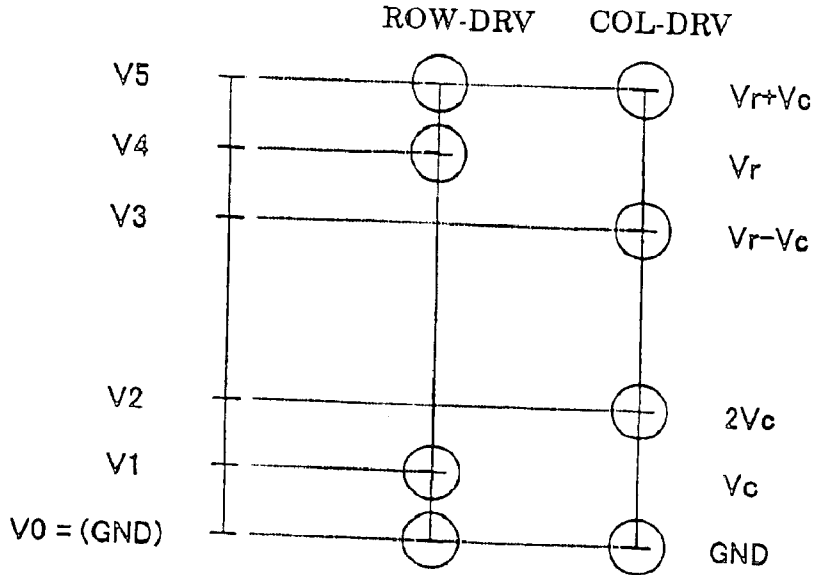 ROW-DRV COL-DRV
V5 Vr+Vc
V4 Vr
V3 Vr-Vc
V2 2Vc
V1 Vc
V0 = (GND) GND